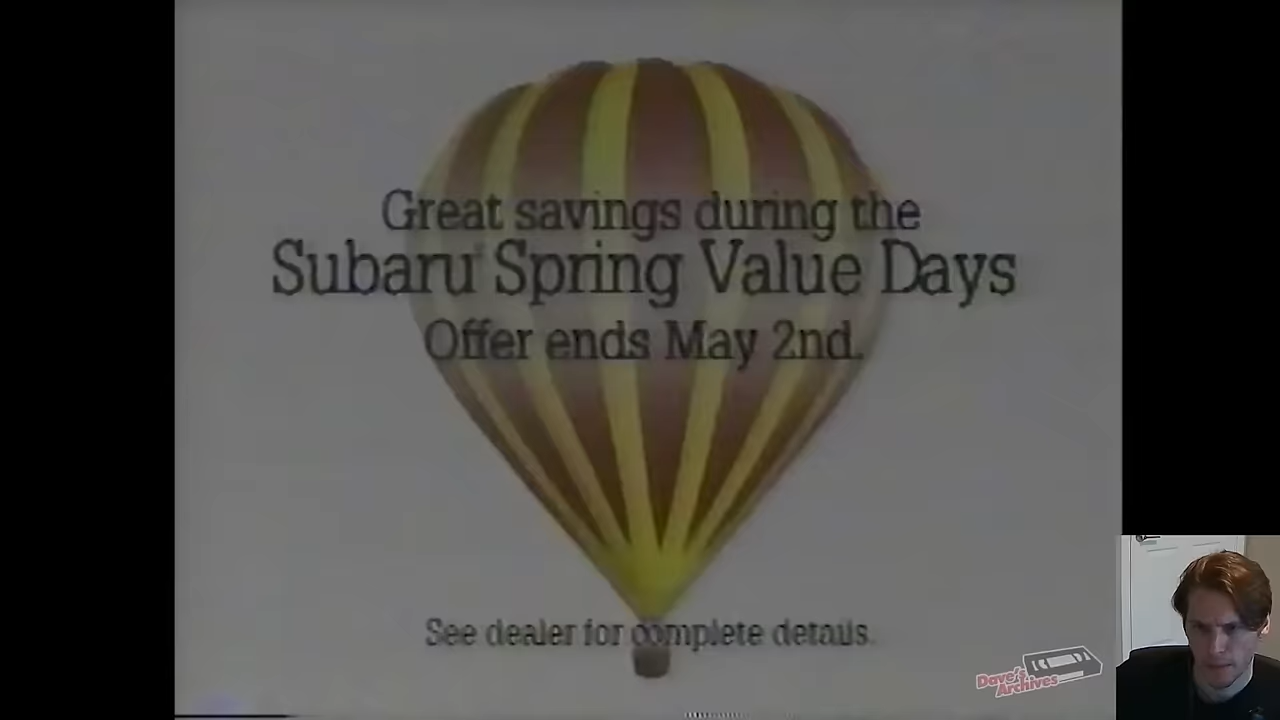 Great savings during the
Subaru Spring Value Days
Offer ends May 2nd.
See dealer for complete details.
Dave's
Archives